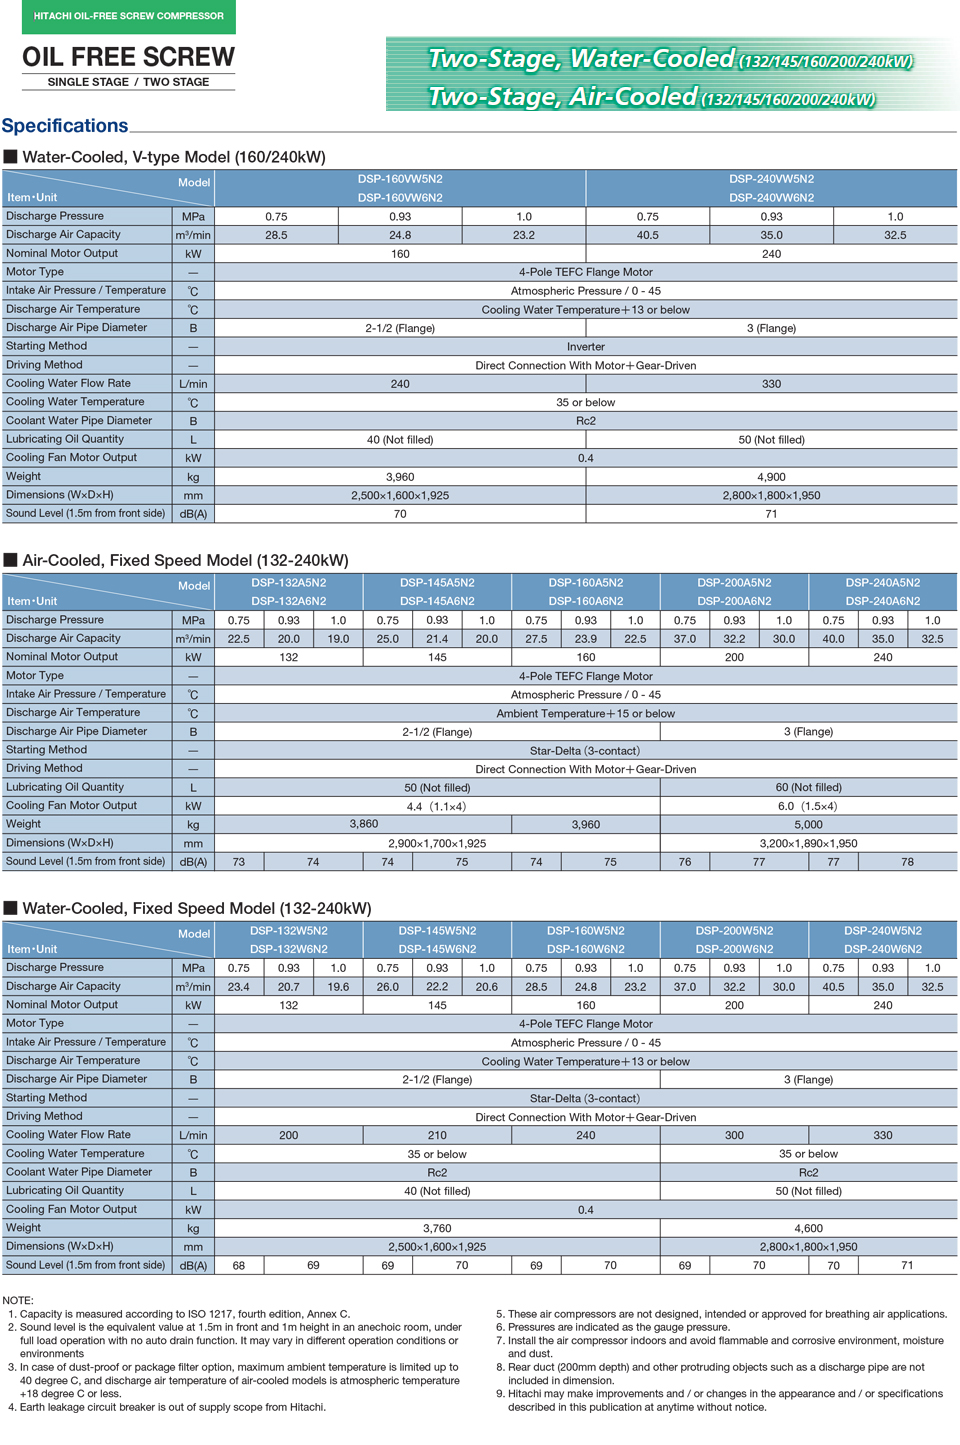 HITACHI OIL-FREE SCREW COMPRESSOR
OIL FREE SCREW
SINGLE STAGE / TWO STAGE
Two-Stage, Water-Cooled (132/145/160/200/240kW)
Two-Stage, Air-Cooled (132/145/160/200/240kW)
Specifications
■ Water-Cooled, V-type Model (160/240kW)
Model DSP-160VW5N2 DSP-240VW5N2
Item・Unit DSP-160VW6N2 DSP-240VW6N2
Discharge Pressure MPa 0.75 0.93 1.0 0.75 0.93 1.0
Discharge Air Capacity m³/min 28.5 24.8 23.2 40.5 35.0 32.5
Nominal Motor Output kW 160 240
Motor Type — 4-Pole TEFC Flange Motor
Intake Air Pressure / Temperature ℃ Atmospheric Pressure / 0 - 45
Discharge Air Temperature ℃ Cooling Water Temperature＋13 or below
Discharge Air Pipe Diameter B 2-1/2 (Flange) 3 (Flange)
Starting Method — Inverter
Driving Method — Direct Connection With Motor＋Gear-Driven
Cooling Water Flow Rate L/min 240 330
Cooling Water Temperature ℃ 35 or below
Coolant Water Pipe Diameter B Rc2
Lubricating Oil Quantity L 40 (Not filled) 50 (Not filled)
Cooling Fan Motor Output kW 0.4
Weight kg 3,960 4,900
Dimensions (W×D×H) mm 2,500×1,600×1,925 2,800×1,800×1,950
Sound Level (1.5m from front side) dB(A) 70 71
■ Air-Cooled, Fixed Speed Model (132-240kW)
Model DSP-132A5N2 DSP-145A5N2 DSP-160A5N2 DSP-200A5N2 DSP-240A5N2
Item・Unit DSP-132A6N2 DSP-145A6N2 DSP-160A6N2 DSP-200A6N2 DSP-240A6N2
Discharge Pressure MPa 0.75 0.93 1.0 0.75 0.93 1.0 0.75 0.93 1.0 0.75 0.93 1.0 0.75 0.93 1.0
Discharge Air Capacity m³/min 22.5 20.0 19.0 25.0 21.4 20.0 27.5 23.9 22.5 37.0 32.2 30.0 40.0 35.0 32.5
Nominal Motor Output kW 132 145 160 200 240
Motor Type — 4-Pole TEFC Flange Motor
Intake Air Pressure / Temperature ℃ Atmospheric Pressure / 0 - 45
Discharge Air Temperature ℃ Ambient Temperature＋15 or below
Discharge Air Pipe Diameter B 2-1/2 (Flange) 3 (Flange)
Starting Method — Star-Delta (3-contact)
Driving Method — Direct Connection With Motor＋Gear-Driven
Lubricating Oil Quantity L 50 (Not filled) 60 (Not filled)
Cooling Fan Motor Output kW 4.4 (1.1×4) 6.0 (1.5×4)
Weight kg 3,860 3,960 5,000
Dimensions (W×D×H) mm 2,900×1,700×1,925 3,200×1,890×1,950
Sound Level (1.5m from front side) dB(A) 73 74 74 75 74 75 76 77 77 78
■ Water-Cooled, Fixed Speed Model (132-240kW)
Model DSP-132W5N2 DSP-145W5N2 DSP-160W5N2 DSP-200W5N2 DSP-240W5N2
Item・Unit DSP-132W6N2 DSP-145W6N2 DSP-160W6N2 DSP-200W6N2 DSP-240W6N2
Discharge Pressure MPa 0.75 0.93 1.0 0.75 0.93 1.0 0.75 0.93 1.0 0.75 0.93 1.0 0.75 0.93 1.0
Discharge Air Capacity m³/min 23.4 20.7 19.6 26.0 22.2 20.6 28.5 24.8 23.2 37.0 32.2 30.0 40.5 35.0 32.5
Nominal Motor Output kW 132 145 160 200 240
Motor Type — 4-Pole TEFC Flange Motor
Intake Air Pressure / Temperature ℃ Atmospheric Pressure / 0 - 45
Discharge Air Temperature ℃ Cooling Water Temperature＋13 or below
Discharge Air Pipe Diameter B 2-1/2 (Flange) 3 (Flange)
Starting Method — Star-Delta (3-contact)
Driving Method — Direct Connection With Motor＋Gear-Driven
Cooling Water Flow Rate L/min 200 210 240 300 330
Cooling Water Temperature ℃ 35 or below 35 or below
Coolant Water Pipe Diameter B Rc2 Rc2
Lubricating Oil Quantity L 40 (Not filled) 50 (Not filled)
Cooling Fan Motor Output kW 0.4
Weight kg 3,760 4,600
Dimensions (W×D×H) mm 2,500×1,600×1,925 2,800×1,800×1,950
Sound Level (1.5m from front side) dB(A) 68 69 69 70 69 70 69 70 70 71
NOTE:
1. Capacity is measured according to ISO 1217, fourth edition, Annex C.
2. Sound level is the equivalent value at 1.5m in front and 1m height in an anechoic room, under
full load operation with no auto drain function. It may vary in different operation conditions or
environments
3. In case of dust-proof or package filter option, maximum ambient temperature is limited up to
40 degree C, and discharge air temperature of air-cooled models is atmospheric temperature
+18 degree C or less.
4. Earth leakage circuit breaker is out of supply scope from Hitachi.
5. These air compressors are not designed, intended or approved for breathing air applications.
6. Pressures are indicated as the gauge pressure.
7. Install the air compressor indoors and avoid flammable and corrosive environment, moisture
and dust.
8. Rear duct (200mm depth) and other protruding objects such as a discharge pipe are not
included in dimension.
9. Hitachi may make improvements and / or changes in the appearance and / or specifications
described in this publication at anytime without notice.